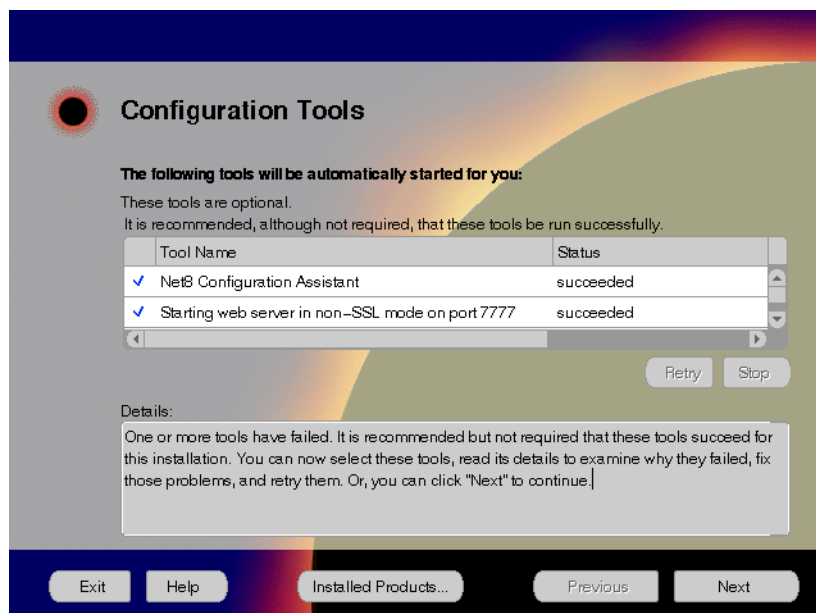 Configuration Tools
The following tools will be automatically started for you:
These tools are optional.
It is recommended, although not required, that these tools be run successfully.
Tool Name Status
Net8 Configuration Assistant succeeded
Starting web server in non-SSL mode on port 7777 succeeded
Retry Stop
Details:
One or more tools have failed. It is recommended but not required that these tools succeed for
this installation. You can now select these tools, read its details to examine why they failed, fix
those problems, and retry them. Or, you can click "Next" to continue.
Exit Help Installed Products... Previous Next